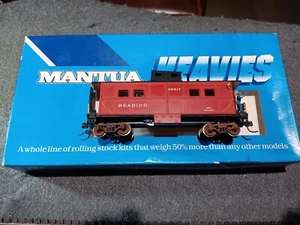 MANTUA HEAVIES
READING
A whole line of rolling stock kits that weigh 50% more than any other models